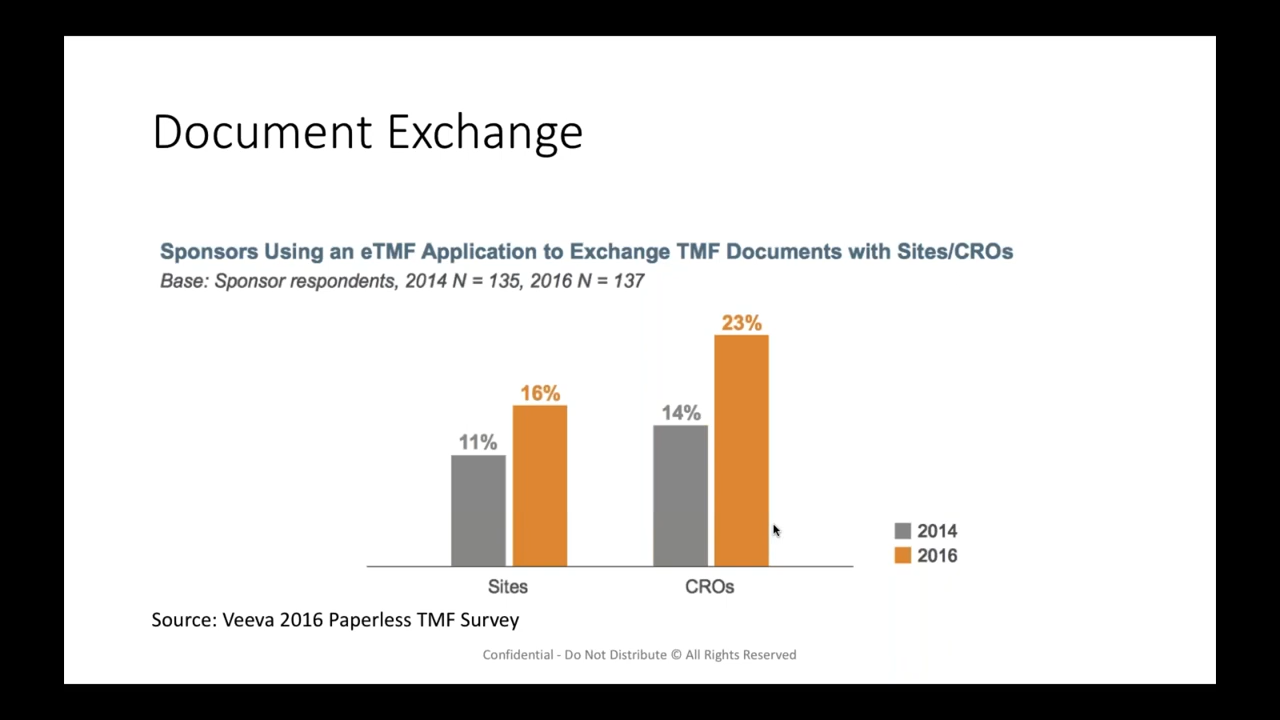 Document Exchange
Sponsors Using an eTMF Application to Exchange TMF Documents with Sites/CROs
Base: Sponsor respondents, 2014 N = 135, 2016 N = 137
11%
16%
14%
23%
Sites
CROs
2014
2016
Source: Veeva 2016 Paperless TMF Survey
Confidential - Do Not Distribute © All Rights Reserved